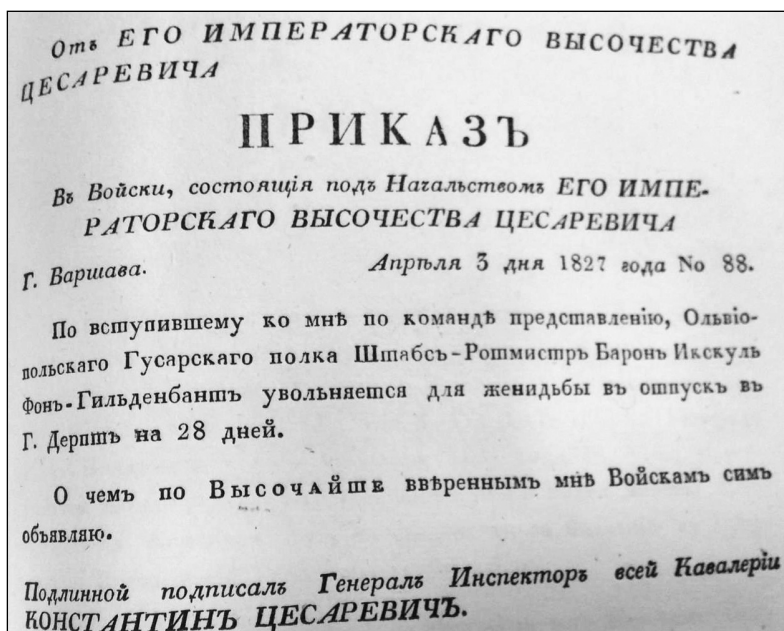 Отъ ЕГО ИМПЕРАТОРСКАГО ВЫСОЧЕСТВА
ЦЕСАРЕВИЧА
ПРИКАЗЪ
Въ Войски, состоящія подъ Начальствомъ ЕГО ИМПЕ-
РАТОРСКАГО ВЫСОЧЕСТВА ЦЕСАРЕВИЧА
Г. Варшава. Апрѣля 3 дня 1827 года No 88.
По вступившему ко мнѣ по командѣ представленію, Ольвіо-
польскаго Гусарскаго полка Штабсъ-Ротмистръ Баронъ Икскуль
Фонъ-Гильденбантъ увольняется для женидьбы въ отпускъ въ
Г. Дерптъ на 28 дней.
О чемъ по Высочайше ввѣреннымъ мнѣ Войскамъ симъ
объявляю.
Подлинной подписалъ Генералъ Инспекторъ всей Кавалеріи
КОНСТАНТИНЪ ЦЕСАРЕВИЧЪ.